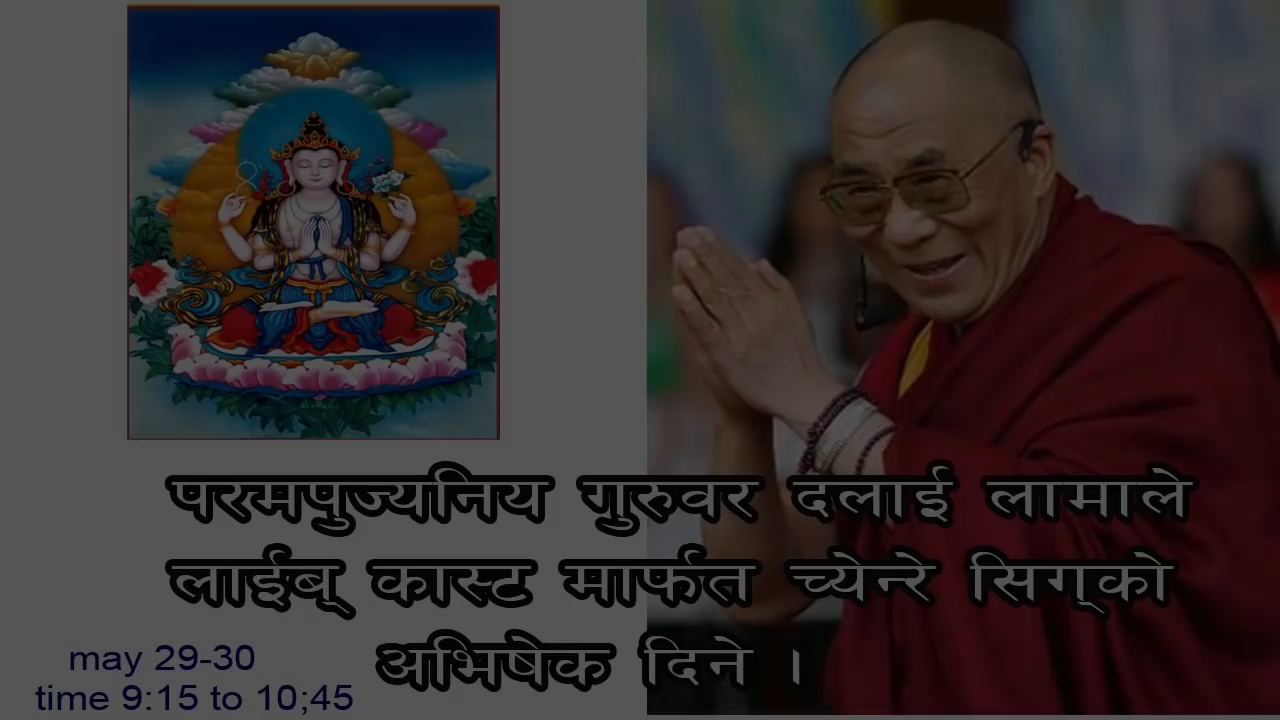 परमपुज्यनिय गुरुवर दलाई लामाले
लाईब् कास्ट मार्फत च्येन्रे सिग्को
अभिषेक दिने ।
may 29-30
time 9:15 to 10;45